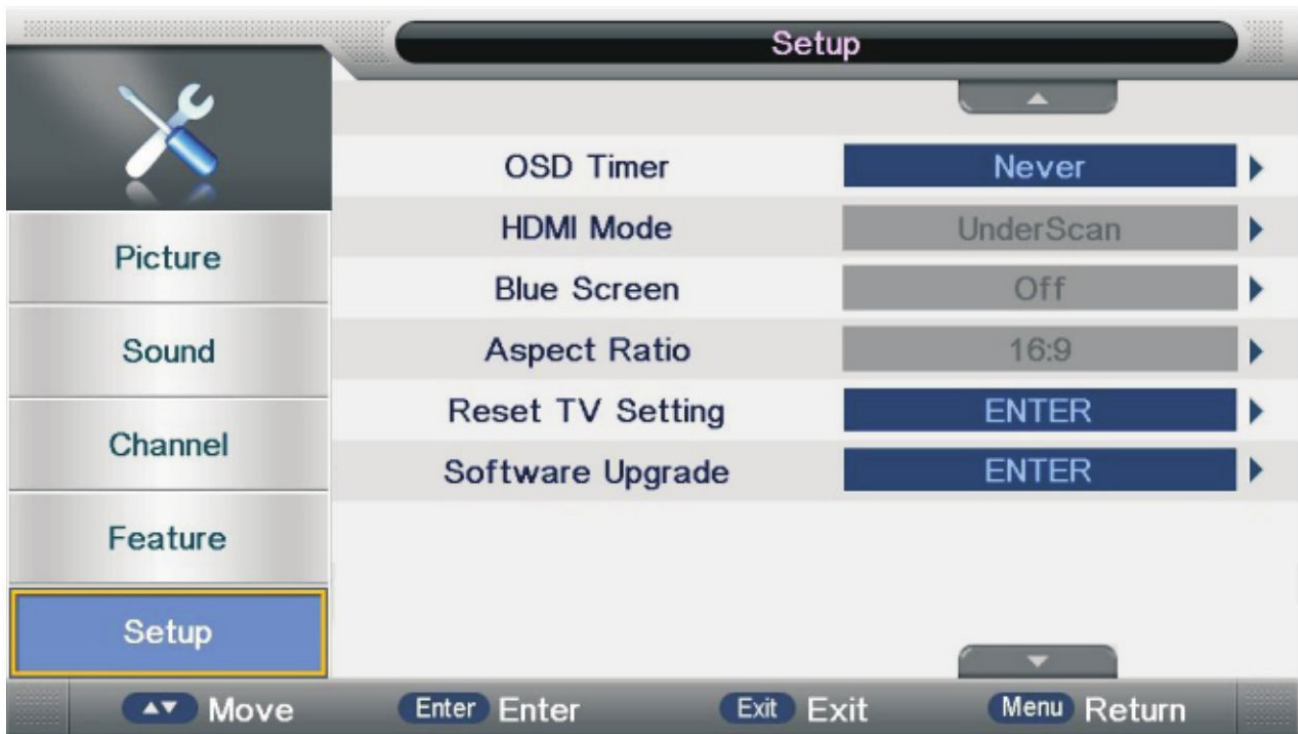 Setup
OSD Timer Never
HDMI Mode UnderScan
Blue Screen Off
Aspect Ratio 16:9
Reset TV Setting ENTER
Software Upgrade ENTER
Picture
Sound
Channel
Feature
Setup
Move Enter Enter Exit Exit Menu Return